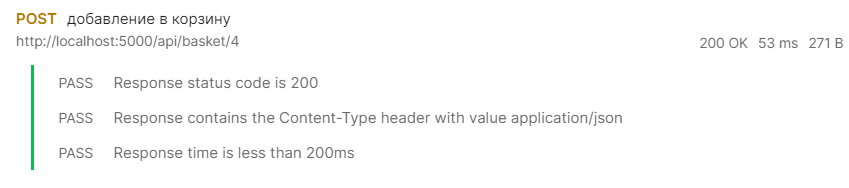 POST добавление в корзину
http://localhost:5000/api/basket/4 200 OK 53 ms 271 B
PASS Response status code is 200
PASS Response contains the Content-Type header with value application/json
PASS Response time is less than 200ms